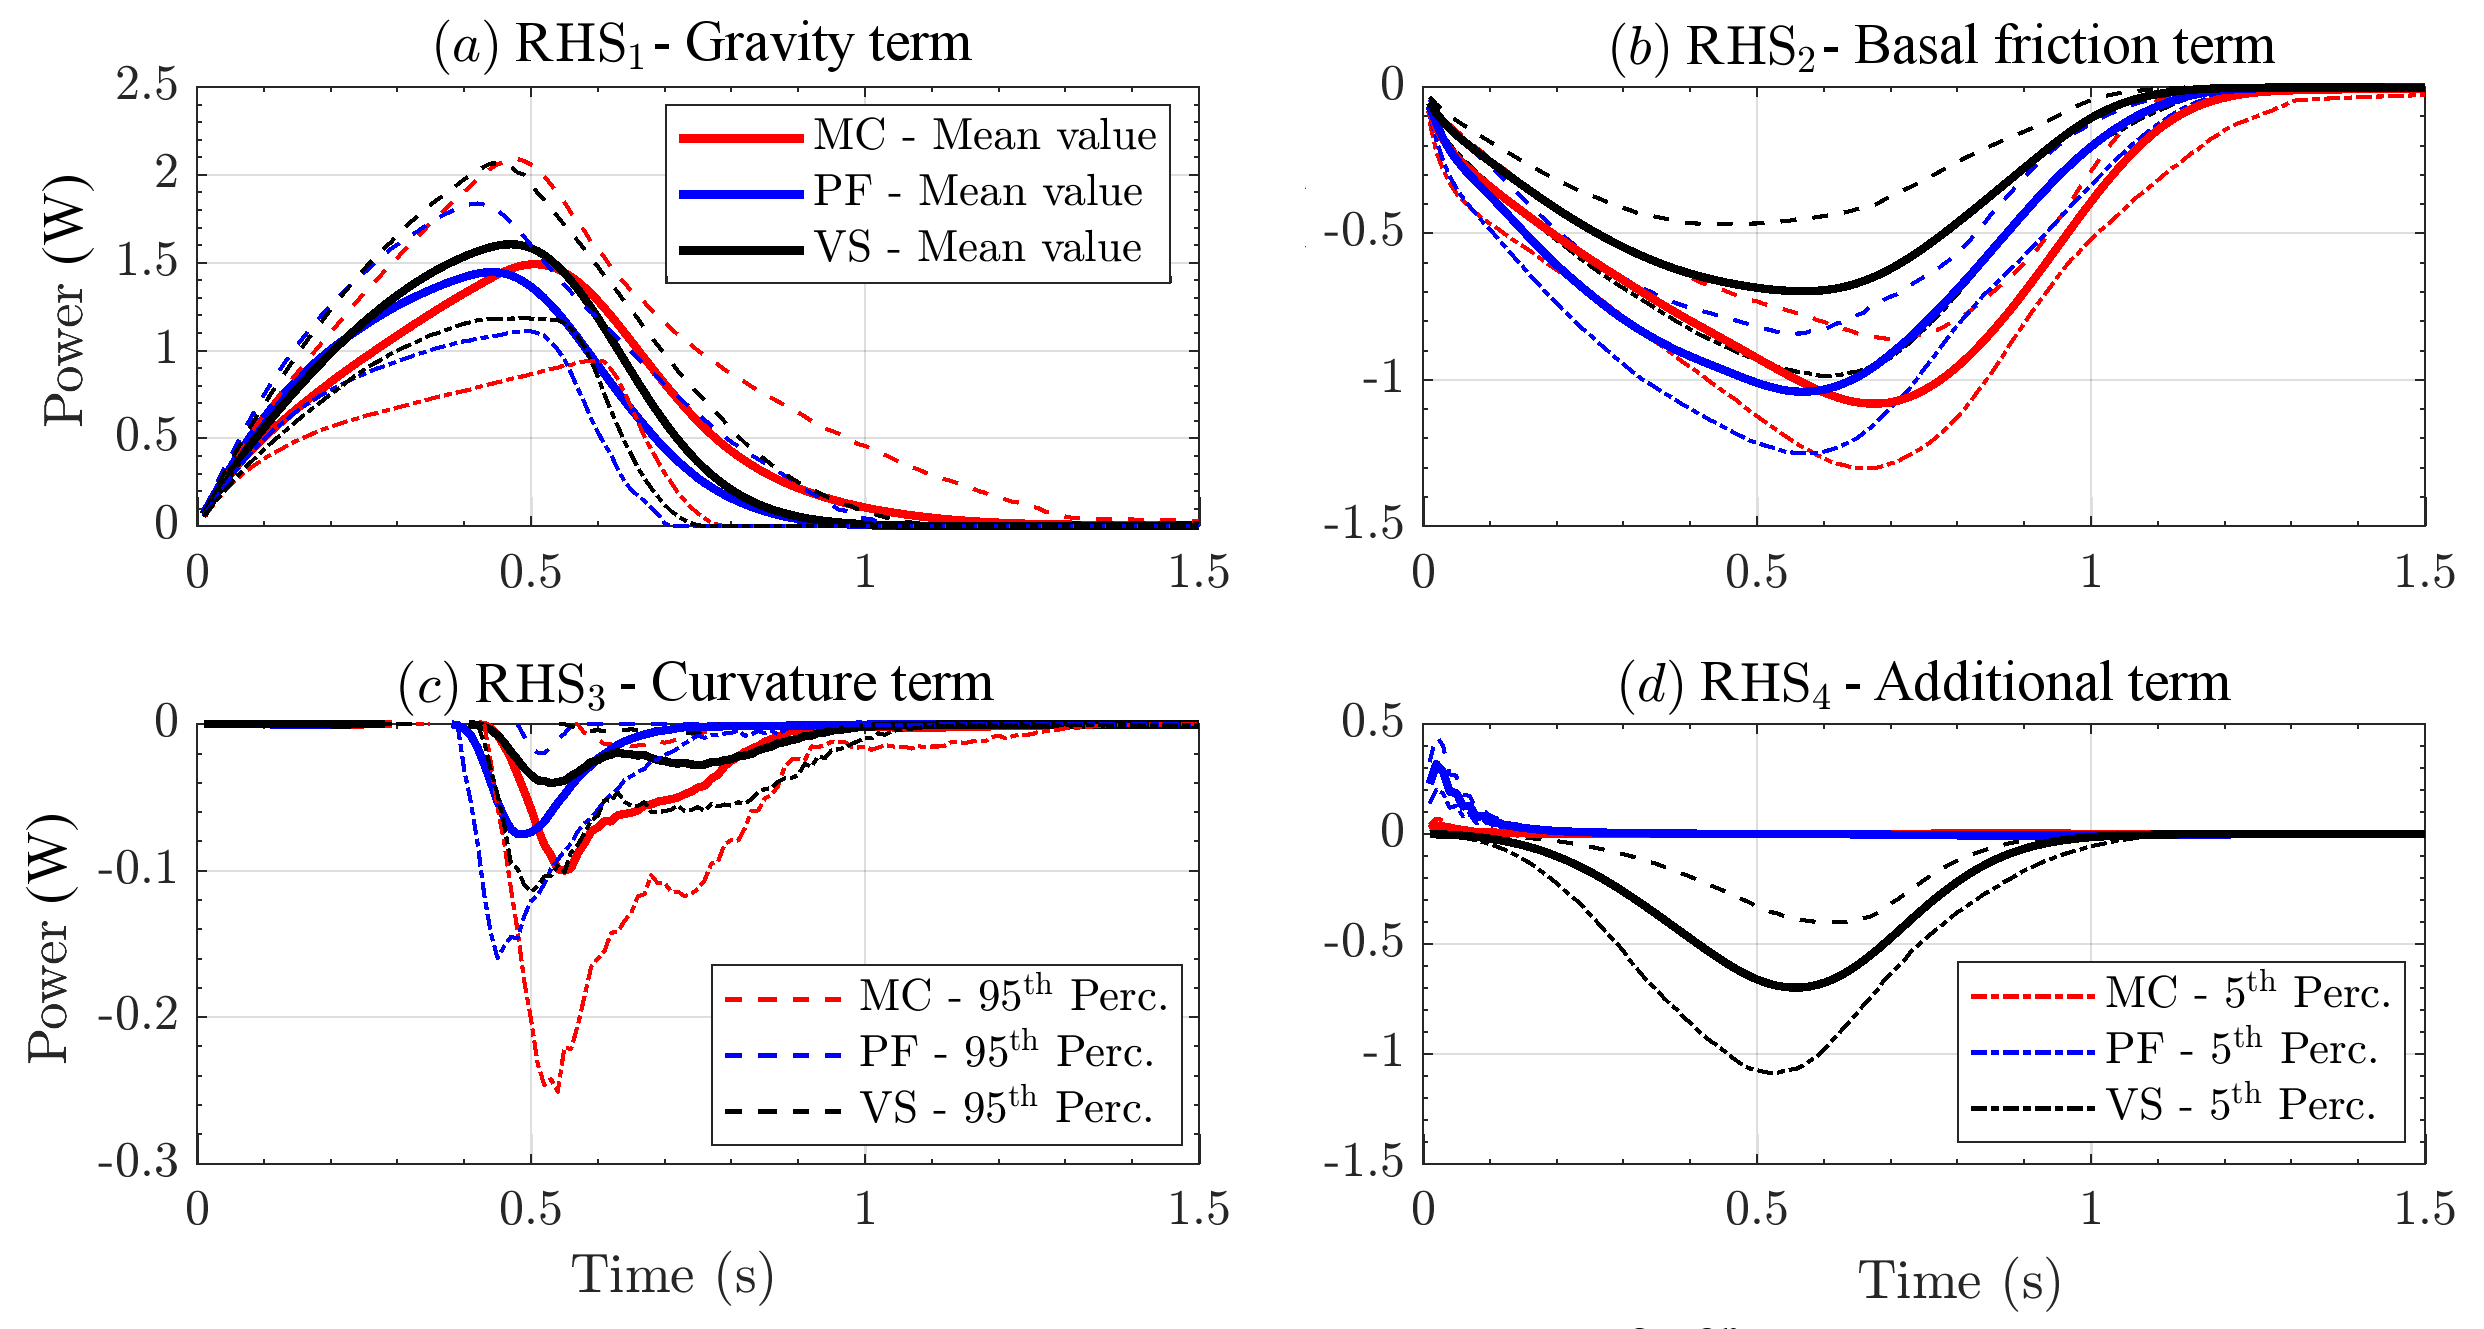 (a) RHS₁ - Gravity term
2.5
2
1.5
1
0.5
0
Power (W)
0 0.5 1 1.5
MC - Mean value
PF - Mean value
VS - Mean value
(b) RHS₂ - Basal friction term
0
-0.5
-1
-1.5
0 0.5 1 1.5
(c) RHS₃ - Curvature term
0
-0.1
-0.2
-0.3
Power (W)
0 0.5 1 1.5
Time (s)
MC - 95th Perc.
PF - 95th Perc.
VS - 95th Perc.
(d) RHS₄ - Additional term
0.5
0
-0.5
-1
-1.5
0 0.5 1 1.5
Time (s)
MC - 5th Perc.
PF - 5th Perc.
VS - 5th Perc.